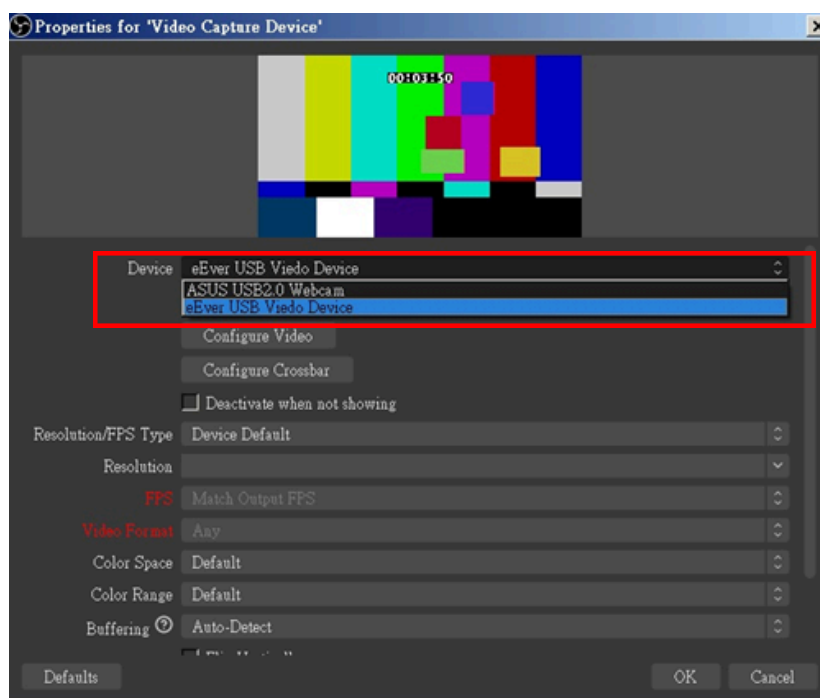 Properties for 'Video Capture Device'
00:03:50
Device eEver USB Viedo Device
ASUS USB2.0 Webcam
eEver USB Viedo Device
Configure Video
Configure Crossbar
Deactivate when not showing
Resolution/FPS Type Device Default
Resolution
FPS Match Output FPS
Video Format Any
Color Space Default
Color Range Default
Buffering ? Auto-Detect
Defaults OK Cancel